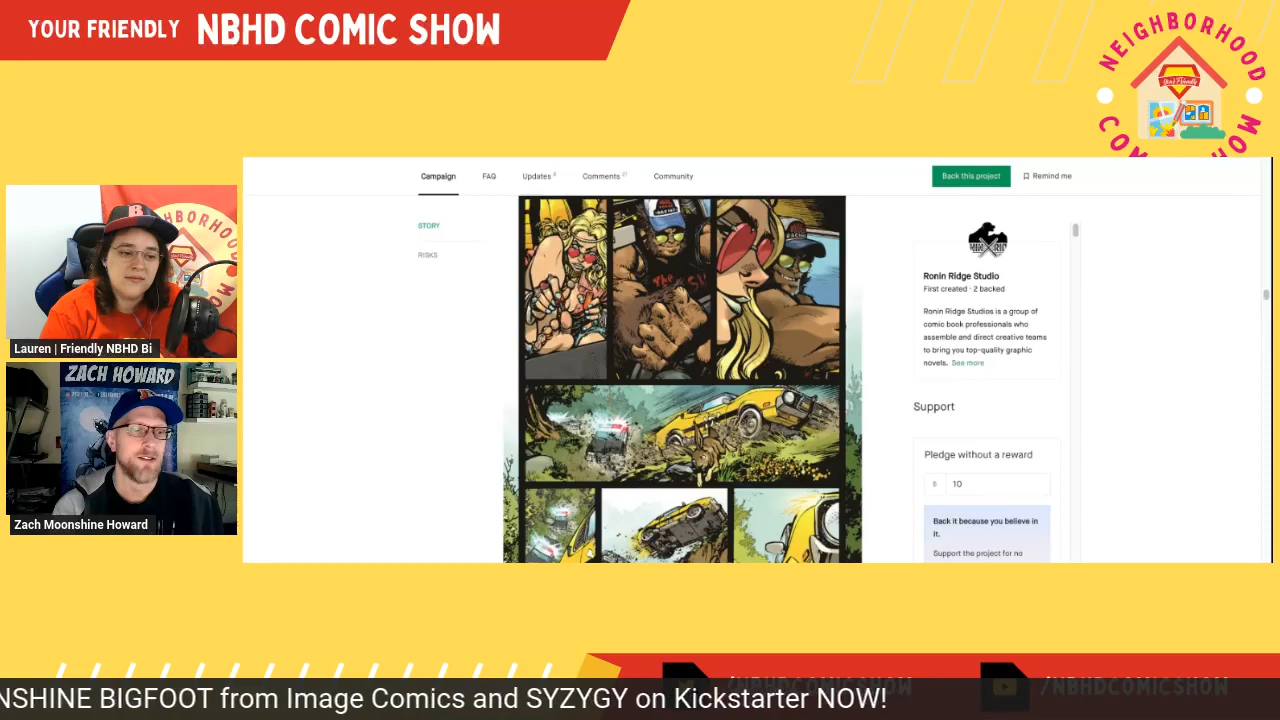 YOUR FRIENDLY NBHD COMIC SHOW
NEIGHBORHOOD
Your Friendly
Campaign FAQ Updates Comments Community
Back this project Remind me
STORY
RISKS
Ronin Ridge Studio
First created · 2 backed
Ronin Ridge Studios is a group of
comic book professionals who
assemble and direct creative teams
to bring you top-quality graphic
novels. See more
Support
Pledge without a reward
10
Back it because you believe in
it.
Support the project for no
Lauren | Friendly NBHD Bi
ZACH HOWARD
Zach Moonshine Howard
/NBHDCOMICSHOW
/NBHDCOMICSHOW
NSHINE BIGFOOT from Image Comics and SYZYGY on Kickstarter NOW!